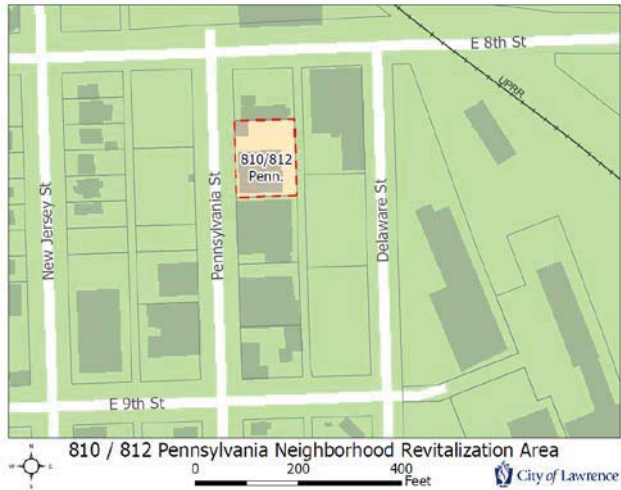 E 8th St
UPRR
810/812
Penn.
New Jersey St
Pennsylvania St
Delaware St
E 9th St
810 / 812 Pennsylvania Neighborhood Revitalization Area
N
W E
S
0 200 400
Feet
City of Lawrence